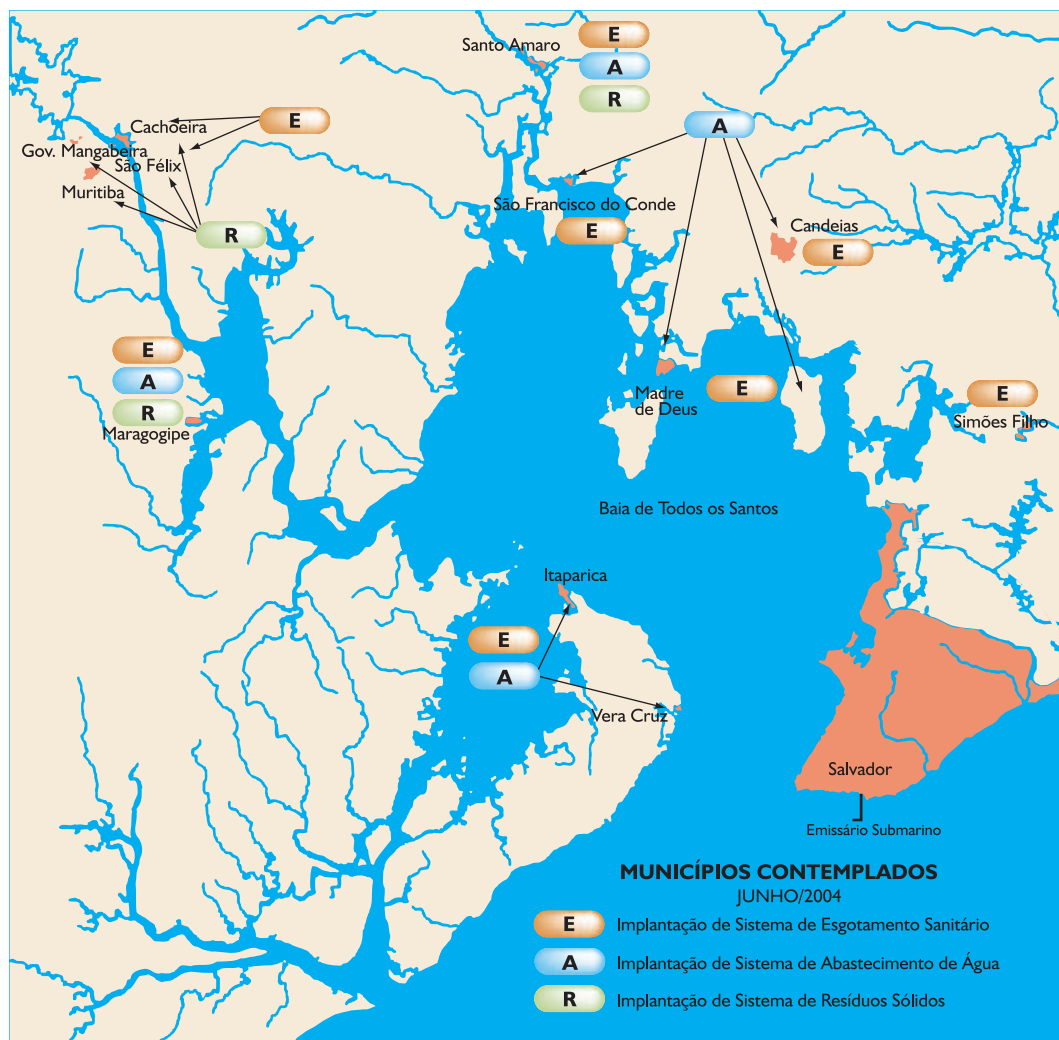 Santo Amaro
E
A
R
Cachoeira
E
Gov. Mangabeira
São Félix
Muritiba
R
A
São Francisco do Conde
E
Candeias
E
E
A
R
Maragogipe
Madre
de Deus
E
E
Simões Filho
Baia de Todos os Santos
Itaparica
E
A
Vera Cruz
Salvador
Emissário Submarino
MUNICÍPIOS CONTEMPLADOS
JUNHO/2004
E Implantação de Sistema de Esgotamento Sanitário
A Implantação de Sistema de Abastecimento de Água
R Implantação de Sistema de Resíduos Sólidos